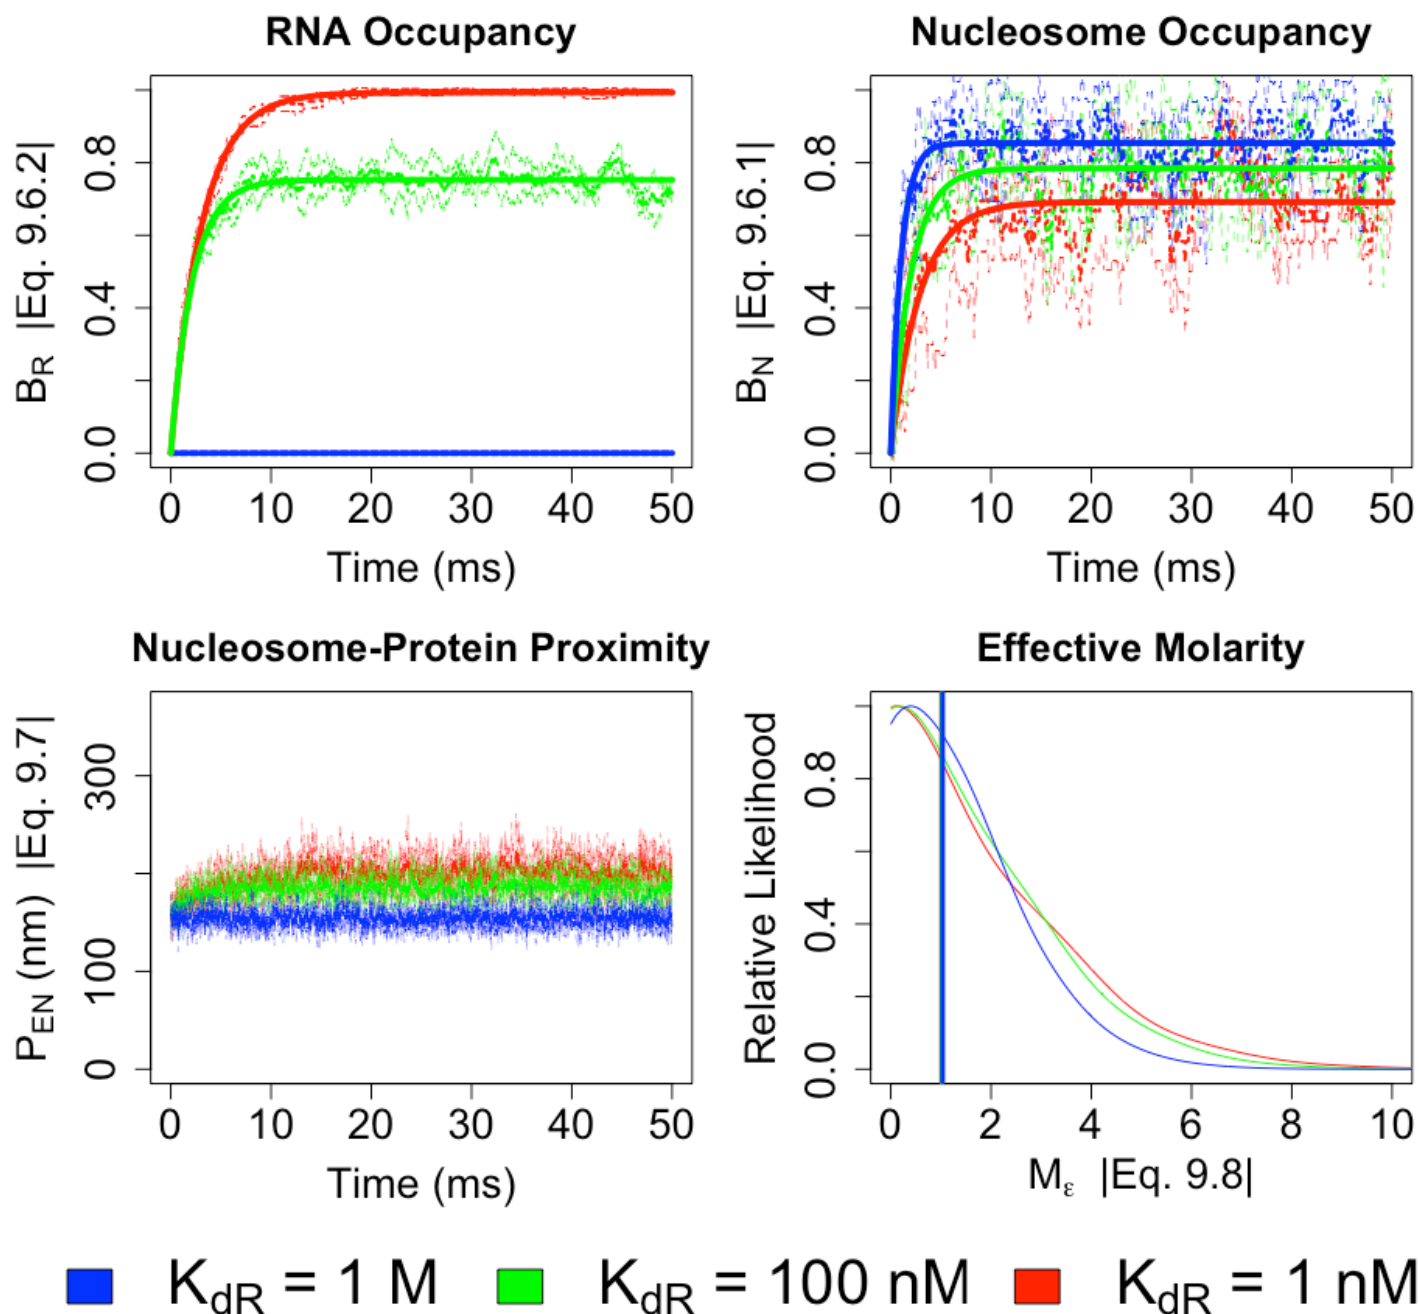 RNA Occupancy
B_R |Eq. 9.6.2|
0.0 0.4 0.8
0 10 20 30 40 50
Time (ms)
Nucleosome Occupancy
B_N |Eq. 9.6.1|
0.0 0.4 0.8
0 10 20 30 40 50
Time (ms)
Nucleosome-Protein Proximity
P_EN (nm) |Eq. 9.7|
0 100 300
0 10 20 30 40 50
Time (ms)
Effective Molarity
Relative Likelihood
0.0 0.4 0.8
0 2 4 6 8 10
M_ε |Eq. 9.8|
K_dR = 1 M K_dR = 100 nM K_dR = 1 nM